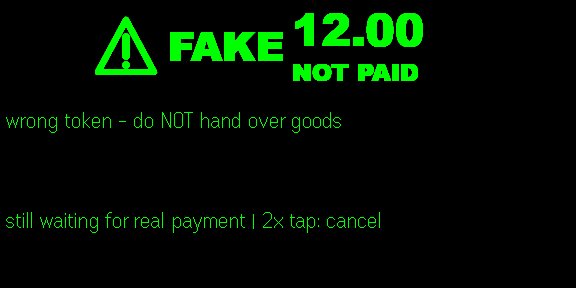 FAKE 12.00
NOT PAID
wrong token - do NOT hand over goods
still waiting for real payment | 2x tap: cancel